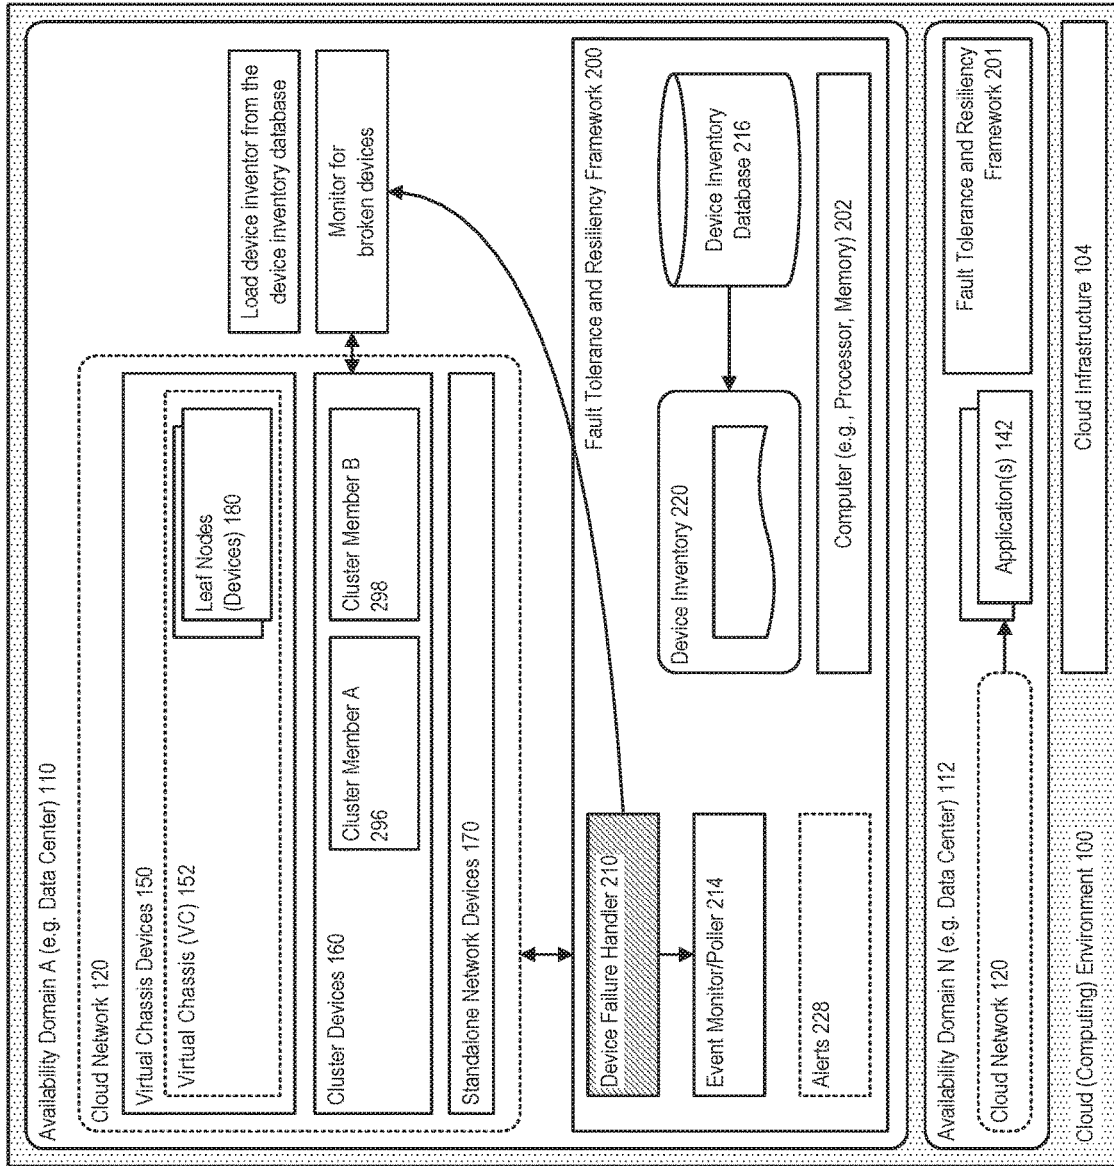 Availability Domain A (e.g. Data Center) 110
Cloud Network 120
Virtual Chassis Devices 150
Virtual Chassis (VC) 152
Leaf Nodes
(Devices) 180
Cluster Devices 160
Cluster Member A
296
Cluster Member B
298
Standalone Network Devices 170
Load device inventor from the
device inventory database
Monitor for
broken devices
Fault Tolerance and Resiliency Framework 200
Device Failure Handler 210
Event Monitor/Poller 214
Alerts 228
Device Inventory 220
Device Inventory
Database 216
Computer (e.g., Processor, Memory) 202
Availability Domain N (e.g. Data Center) 112
Cloud Network 120
Application(s) 142
Fault Tolerance and Resiliency
Framework 201
Cloud (Computing) Environment 100
Cloud Infrastructure 104